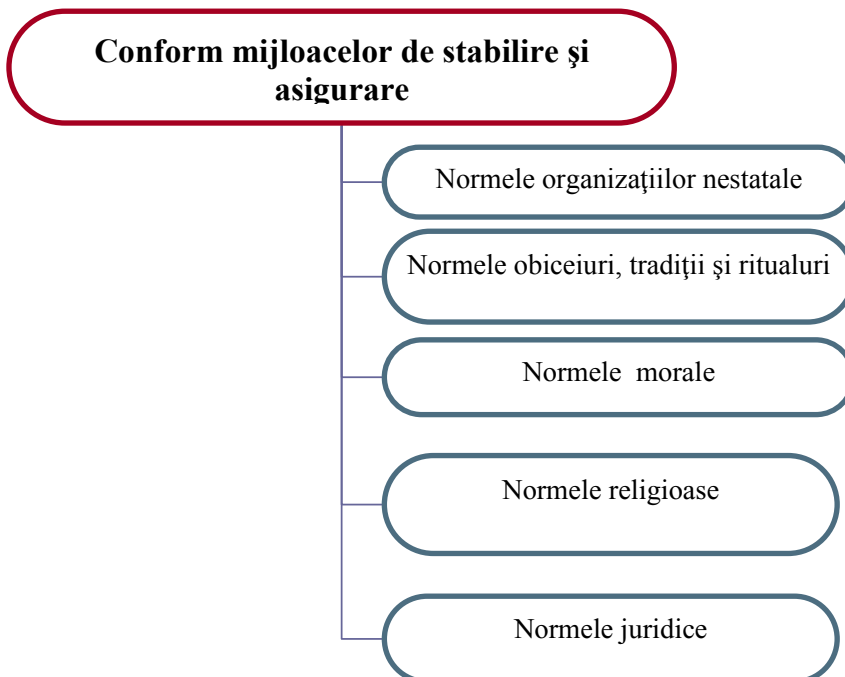 Conform mijloacelor de stabilire şi
asigurare
Normele organizaţiilor nestatale
Normele obiceiuri, tradiţii şi ritualuri
Normele morale
Normele religioase
Normele juridice